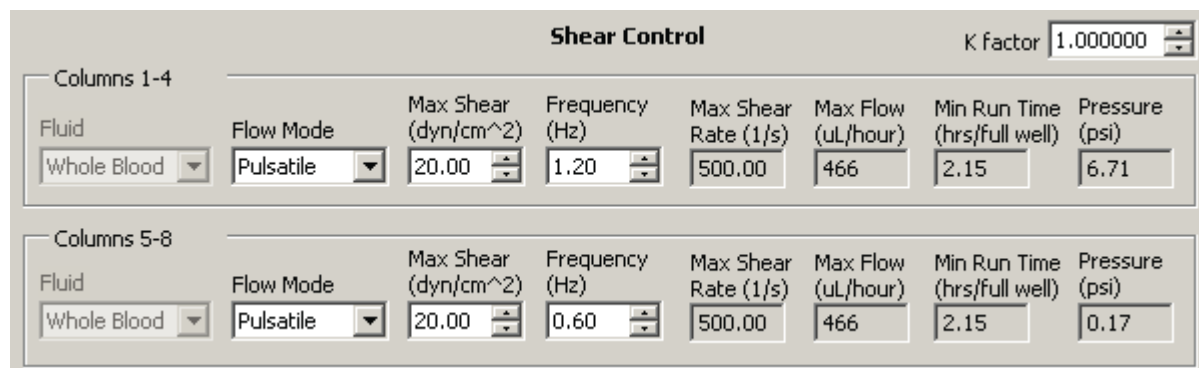 Shear Control
K factor 1.000000
Columns 1-4
Fluid Flow Mode Max Shear (dyn/cm^2) Frequency (Hz) Max Shear Rate (1/s) Max Flow (uL/hour) Min Run Time (hrs/full well) Pressure (psi)
Whole Blood Pulsatile 20.00 1.20 500.00 466 2.15 6.71
Columns 5-8
Fluid Flow Mode Max Shear (dyn/cm^2) Frequency (Hz) Max Shear Rate (1/s) Max Flow (uL/hour) Min Run Time (hrs/full well) Pressure (psi)
Whole Blood Pulsatile 20.00 0.60 500.00 466 2.15 0.17